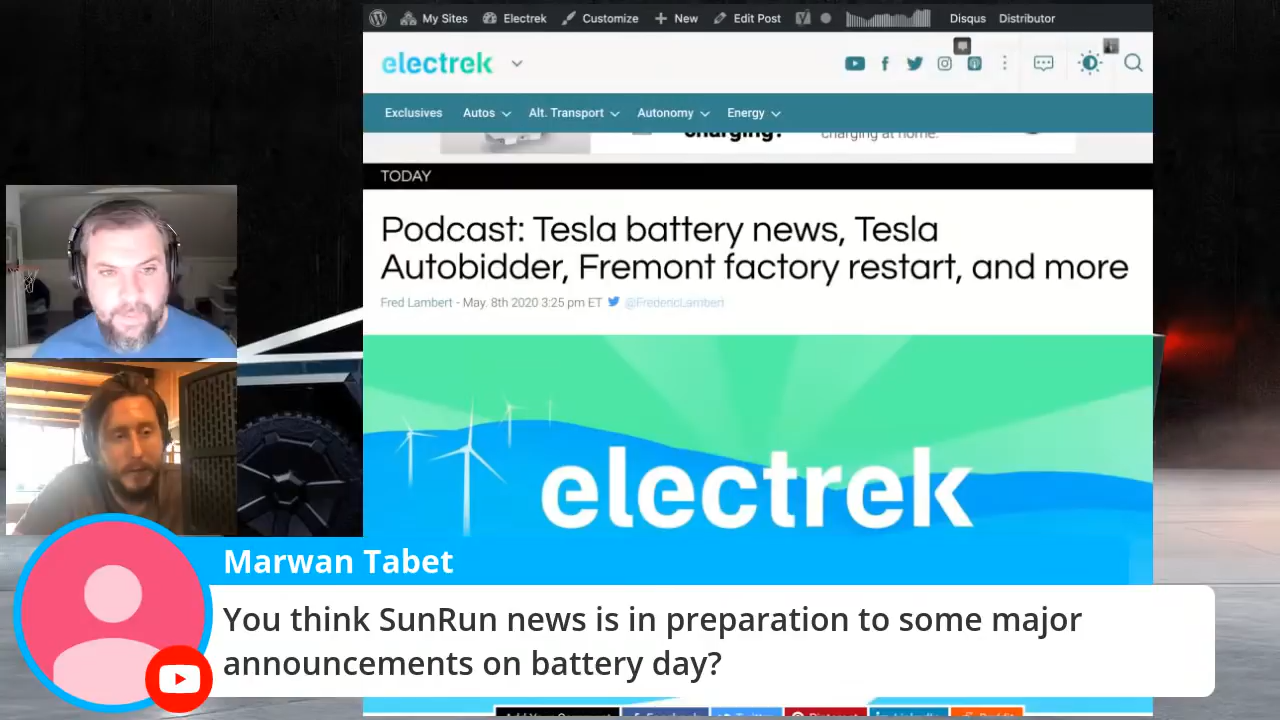 My Sites Electrek Customize New Edit Post Disqus Distributor
electrek
Exclusives Autos Alt. Transport Autonomy Energy
charging? charging at home.
TODAY
Podcast: Tesla battery news, Tesla
Autobidder, Fremont factory restart, and more
Fred Lambert - May. 8th 2020 3:25 pm ET @FredericLambert
electrek
Marwan Tabet
You think SunRun news is in preparation to some major
announcements on battery day?